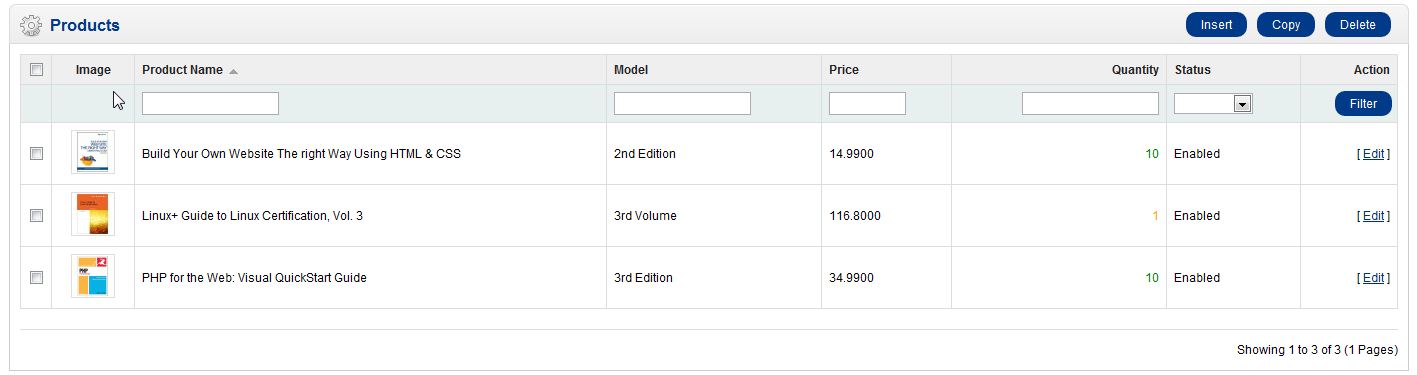 Products Insert Copy Delete
Image Product Name Model Price Quantity Status Action
Filter
Build Your Own Website The right Way Using HTML & CSS 2nd Edition 14.9900 10 Enabled [ Edit ]
Linux+ Guide to Linux Certification, Vol. 3 3rd Volume 116.8000 1 Enabled [ Edit ]
PHP for the Web: Visual QuickStart Guide 3rd Edition 34.9900 10 Enabled [ Edit ]
Showing 1 to 3 of 3 (1 Pages)